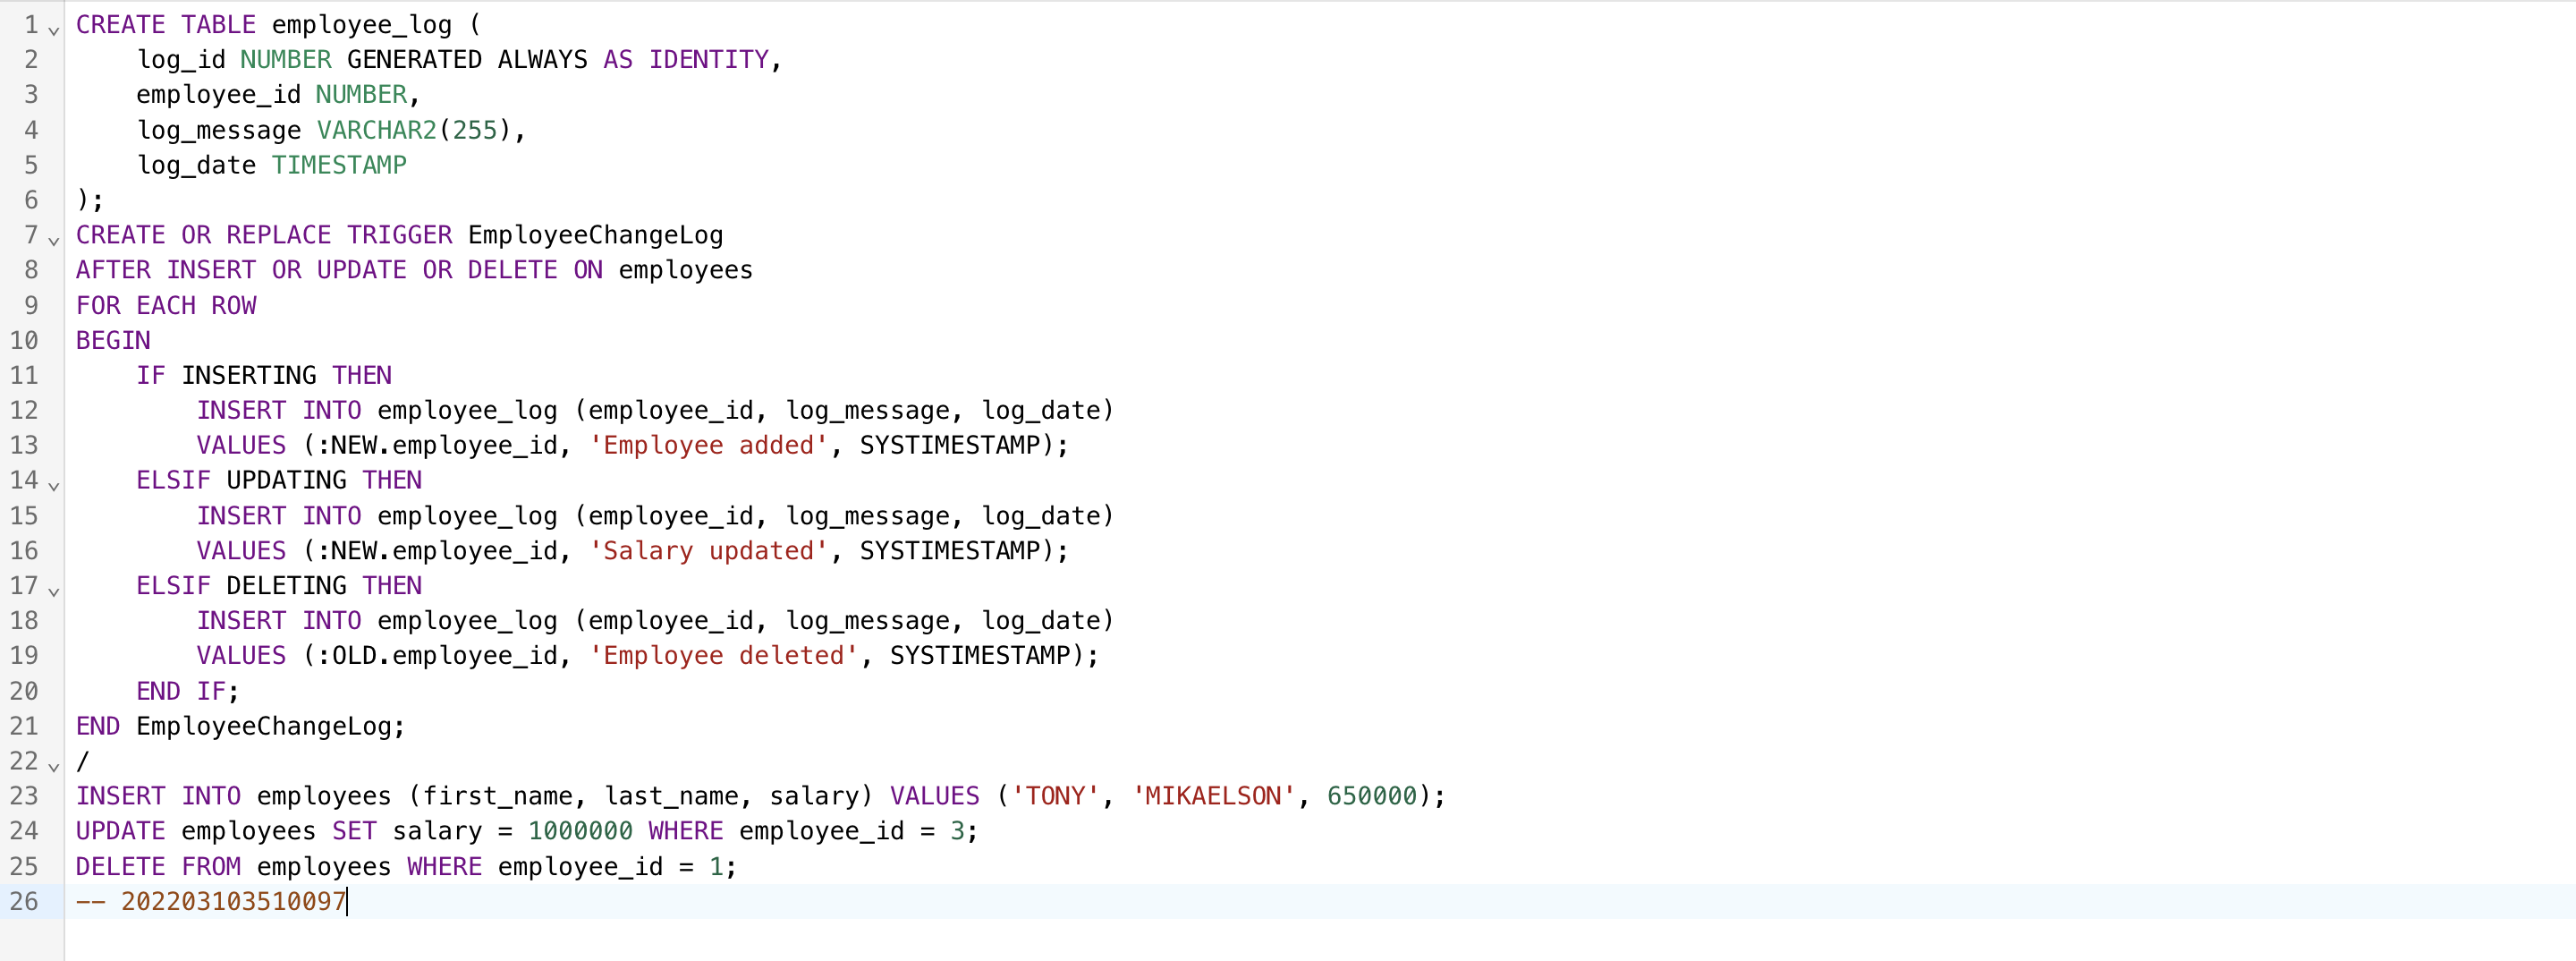 1 CREATE TABLE employee_log (
2     log_id NUMBER GENERATED ALWAYS AS IDENTITY,
3     employee_id NUMBER,
4     log_message VARCHAR2(255),
5     log_date TIMESTAMP
6 );
7 CREATE OR REPLACE TRIGGER EmployeeChangeLog
8 AFTER INSERT OR UPDATE OR DELETE ON employees
9 FOR EACH ROW
10 BEGIN
11     IF INSERTING THEN
12         INSERT INTO employee_log (employee_id, log_message, log_date)
13         VALUES (:NEW.employee_id, 'Employee added', SYSTIMESTAMP);
14     ELSIF UPDATING THEN
15         INSERT INTO employee_log (employee_id, log_message, log_date)
16         VALUES (:NEW.employee_id, 'Salary updated', SYSTIMESTAMP);
17     ELSIF DELETING THEN
18         INSERT INTO employee_log (employee_id, log_message, log_date)
19         VALUES (:OLD.employee_id, 'Employee deleted', SYSTIMESTAMP);
20     END IF;
21 END EmployeeChangeLog;
22 /
23 INSERT INTO employees (first_name, last_name, salary) VALUES ('TONY', 'MIKAELSON', 650000);
24 UPDATE employees SET salary = 1000000 WHERE employee_id = 3;
25 DELETE FROM employees WHERE employee_id = 1;
26 -- 202203103510097